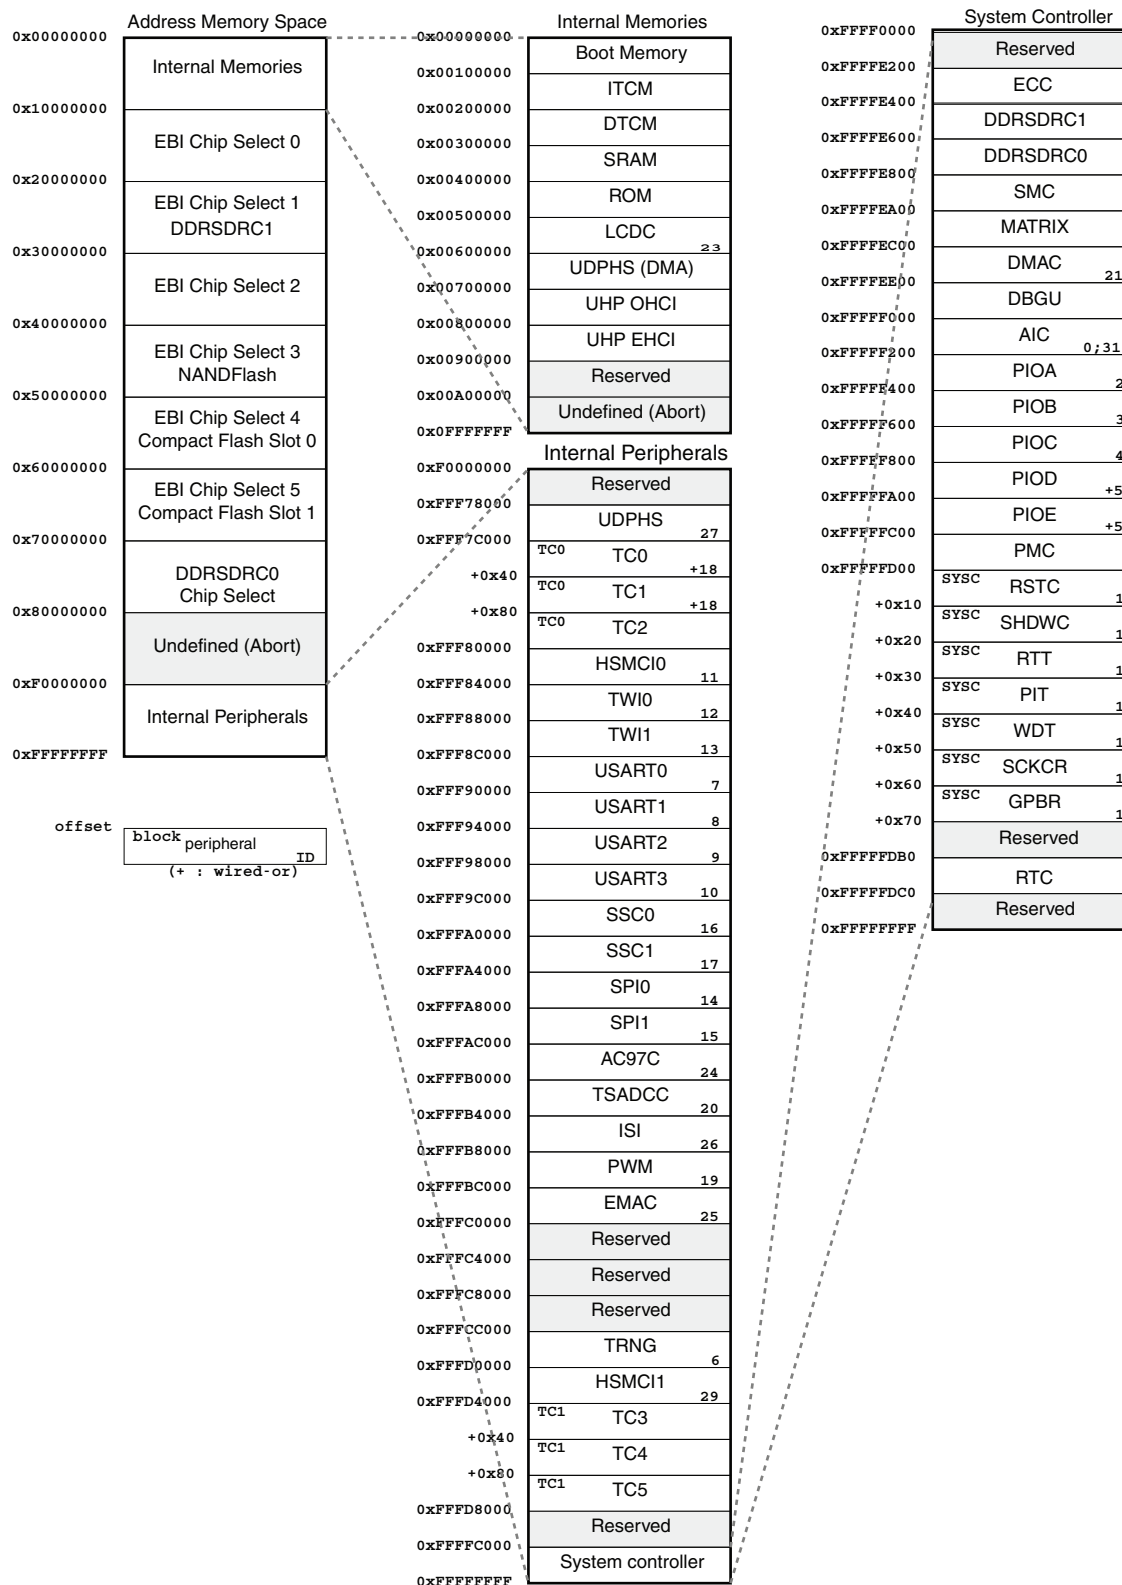 Address Memory Space
0x00000000
Internal Memories
0x10000000
EBI Chip Select 0
0x20000000
EBI Chip Select 1
DDRSDRC1
0x30000000
EBI Chip Select 2
0x40000000
EBI Chip Select 3
NANDFlash
0x50000000
EBI Chip Select 4
Compact Flash Slot 0
0x60000000
EBI Chip Select 5
Compact Flash Slot 1
0x70000000
DDRSDRC0
Chip Select
0x80000000
Undefined (Abort)
0xF0000000
Internal Peripherals
0xFFFFFFFF
offset
block peripheral
ID
(+ : wired-or)
Internal Memories
0x00000000
Boot Memory
0x00100000
ITCM
0x00200000
DTCM
0x00300000
SRAM
0x00400000
ROM
0x00500000
LCDC 23
0x00600000
UDPHS (DMA)
0x00700000
UHP OHCI
0x00800000
UHP EHCI
0x00900000
Reserved
0x00A00000
Undefined (Abort)
0x0FFFFFFF
Internal Peripherals
0xF0000000
Reserved
0xFFF78000
UDPHS 27
0xFFF7C000
TC0 TC0 +18
+0x40
TC0 TC1 +18
+0x80
TC0 TC2
0xFFF80000
HSMCI0 11
0xFFF84000
TWI0 12
0xFFF88000
TWI1 13
0xFFF8C000
USART0 7
0xFFF90000
USART1 8
0xFFF94000
USART2 9
0xFFF98000
USART3 10
0xFFF9C000
SSC0 16
0xFFFA0000
SSC1 17
0xFFFA4000
SPI0 14
0xFFFA8000
SPI1 15
0xFFFAC000
AC97C 24
0xFFFB0000
TSADCC 20
0xFFFB4000
ISI 26
0xFFFB8000
PWM 19
0xFFFBC000
EMAC 25
0xFFFC0000
Reserved
0xFFFC4000
Reserved
0xFFFC8000
Reserved
0xFFFCC000
TRNG 6
0xFFFD0000
HSMCI1 29
0xFFFD4000
TC1 TC3
+0x40
TC1 TC4
+0x80
TC1 TC5
0xFFFD8000
Reserved
0xFFFFC000
System controller
0xFFFFFFFF
System Controller
0xFFFF0000
Reserved
0xFFFFE200
ECC
0xFFFFE400
DDRSDRC1
0xFFFFE600
DDRSDRC0
0xFFFFE800
SMC
0xFFFFEA00
MATRIX
0xFFFFEC00
DMAC 21
0xFFFFEE00
DBGU
0xFFFFF000
AIC 0;31
0xFFFFF200
PIOA 2
0xFFFFF400
PIOB 3
0xFFFFF600
PIOC 4
0xFFFFF800
PIOD +5
0xFFFFFA00
PIOE +5
0xFFFFFC00
PMC
0xFFFFFD00
SYSC RSTC 1
+0x10
SYSC SHDWC 1
+0x20
SYSC RTT 1
+0x30
SYSC PIT 1
+0x40
SYSC WDT 1
+0x50
SYSC SCKCR 1
+0x60
SYSC GPBR 1
+0x70
Reserved
0xFFFFFDB0
RTC
0xFFFFFDC0
Reserved
0xFFFFFFFF